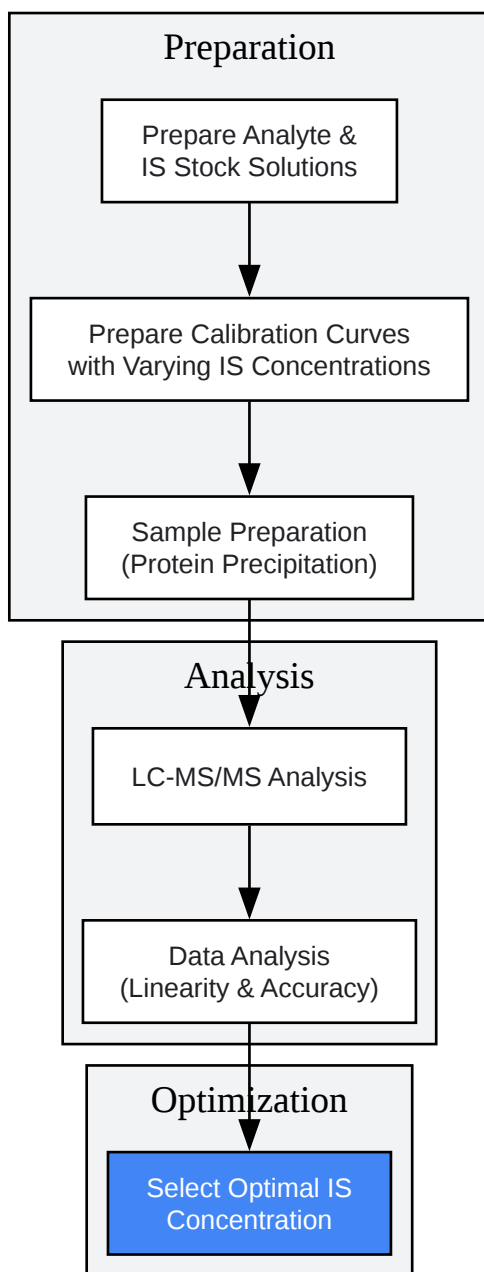 Preparation
Prepare Analyte &
IS Stock Solutions
Prepare Calibration Curves
with Varying IS Concentrations
Sample Preparation
(Protein Precipitation)
Analysis
LC-MS/MS Analysis
Data Analysis
(Linearity & Accuracy)
Optimization
Select Optimal IS
Concentration